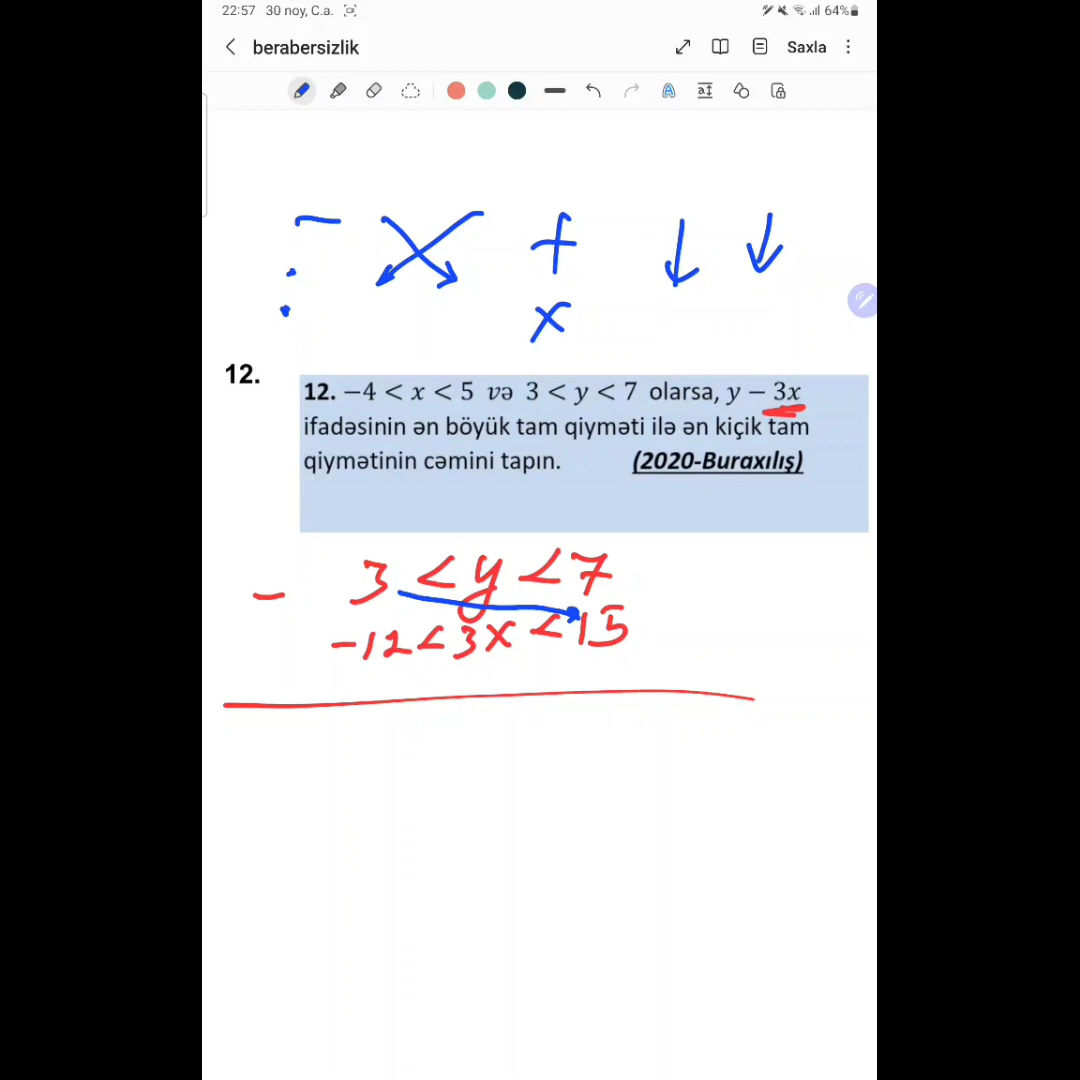 22:57 30 noy, C.a. 64%
berabersizlik Saxla
- +
: x
12.
12. −4 < x < 5 və 3 < y < 7 olarsa, y − 3x
ifadəsinin ən böyük tam qiyməti ilə ən kiçik tam
qiymətinin cəmini tapın. (2020-Buraxılış)
- 3 < y < 7
-12 < 3x < 15